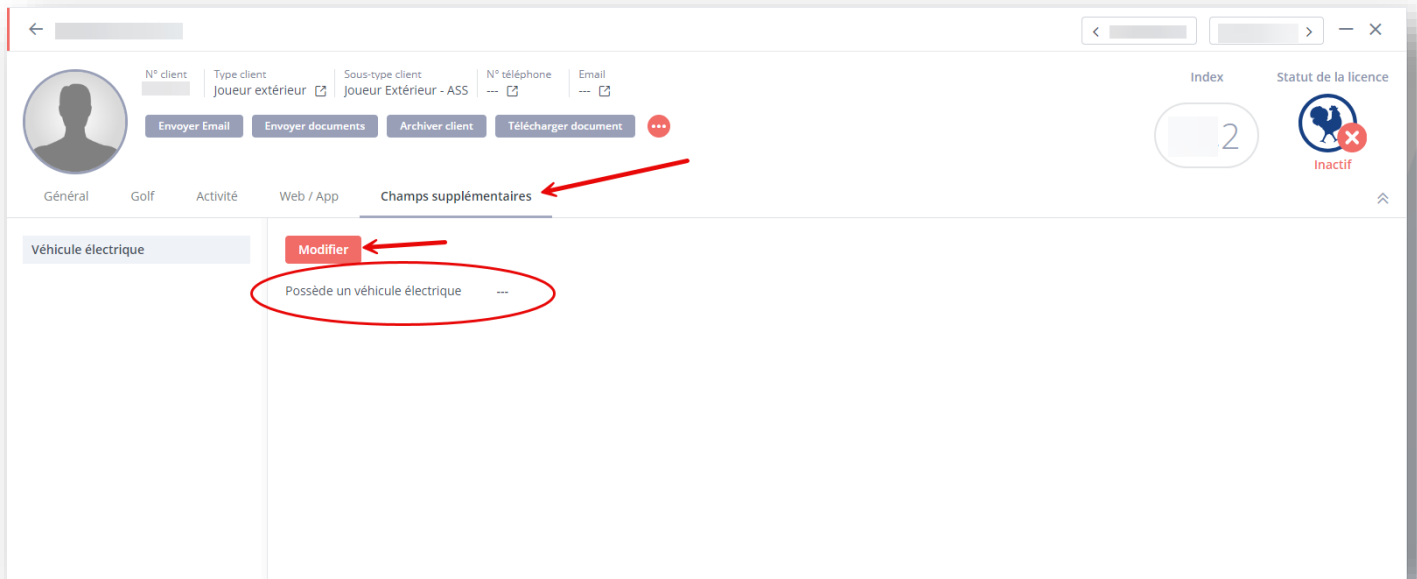 N° client
Type client
Joueur extérieur
Sous-type client
Joueur Extérieur - ASS
N° téléphone
---
Email
---
Envoyer Email
Envoyer documents
Archiver client
Télécharger document
Index
2
Statut de la licence
Inactif
Général
Golf
Activité
Web / App
Champs supplémentaires
Véhicule électrique
Modifier
Possède un véhicule électrique ---